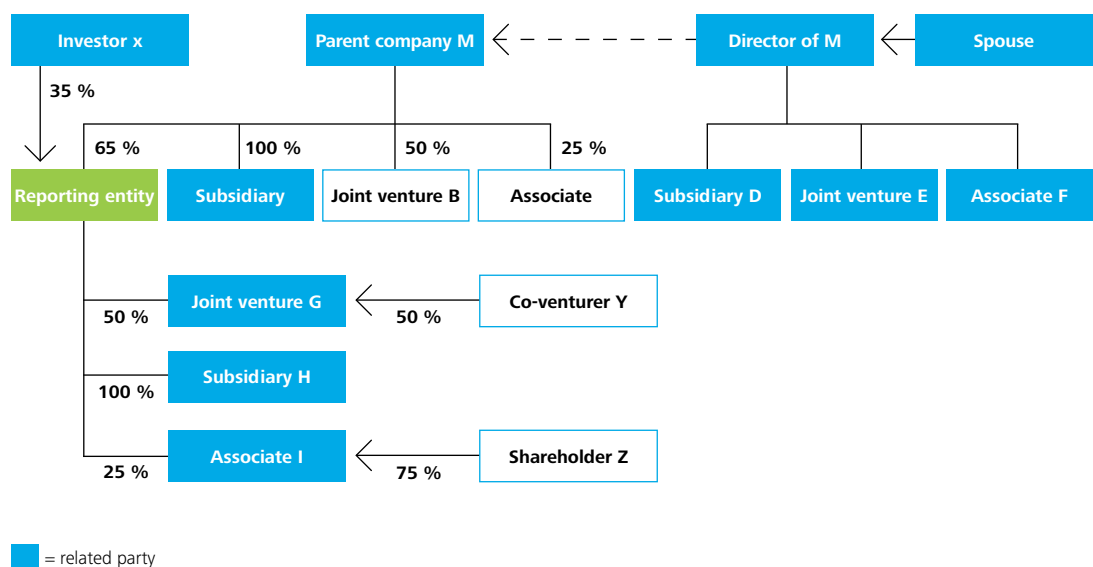 Investor x
Parent company M
Director of M
Spouse
35 %
65 %
100 %
50 %
25 %
Reporting entity
Subsidiary
Joint venture B
Associate
Subsidiary D
Joint venture E
Associate F
Joint venture G
Co-venturer Y
50 %
50 %
Subsidiary H
100 %
Associate I
Shareholder Z
25 %
75 %
= related party